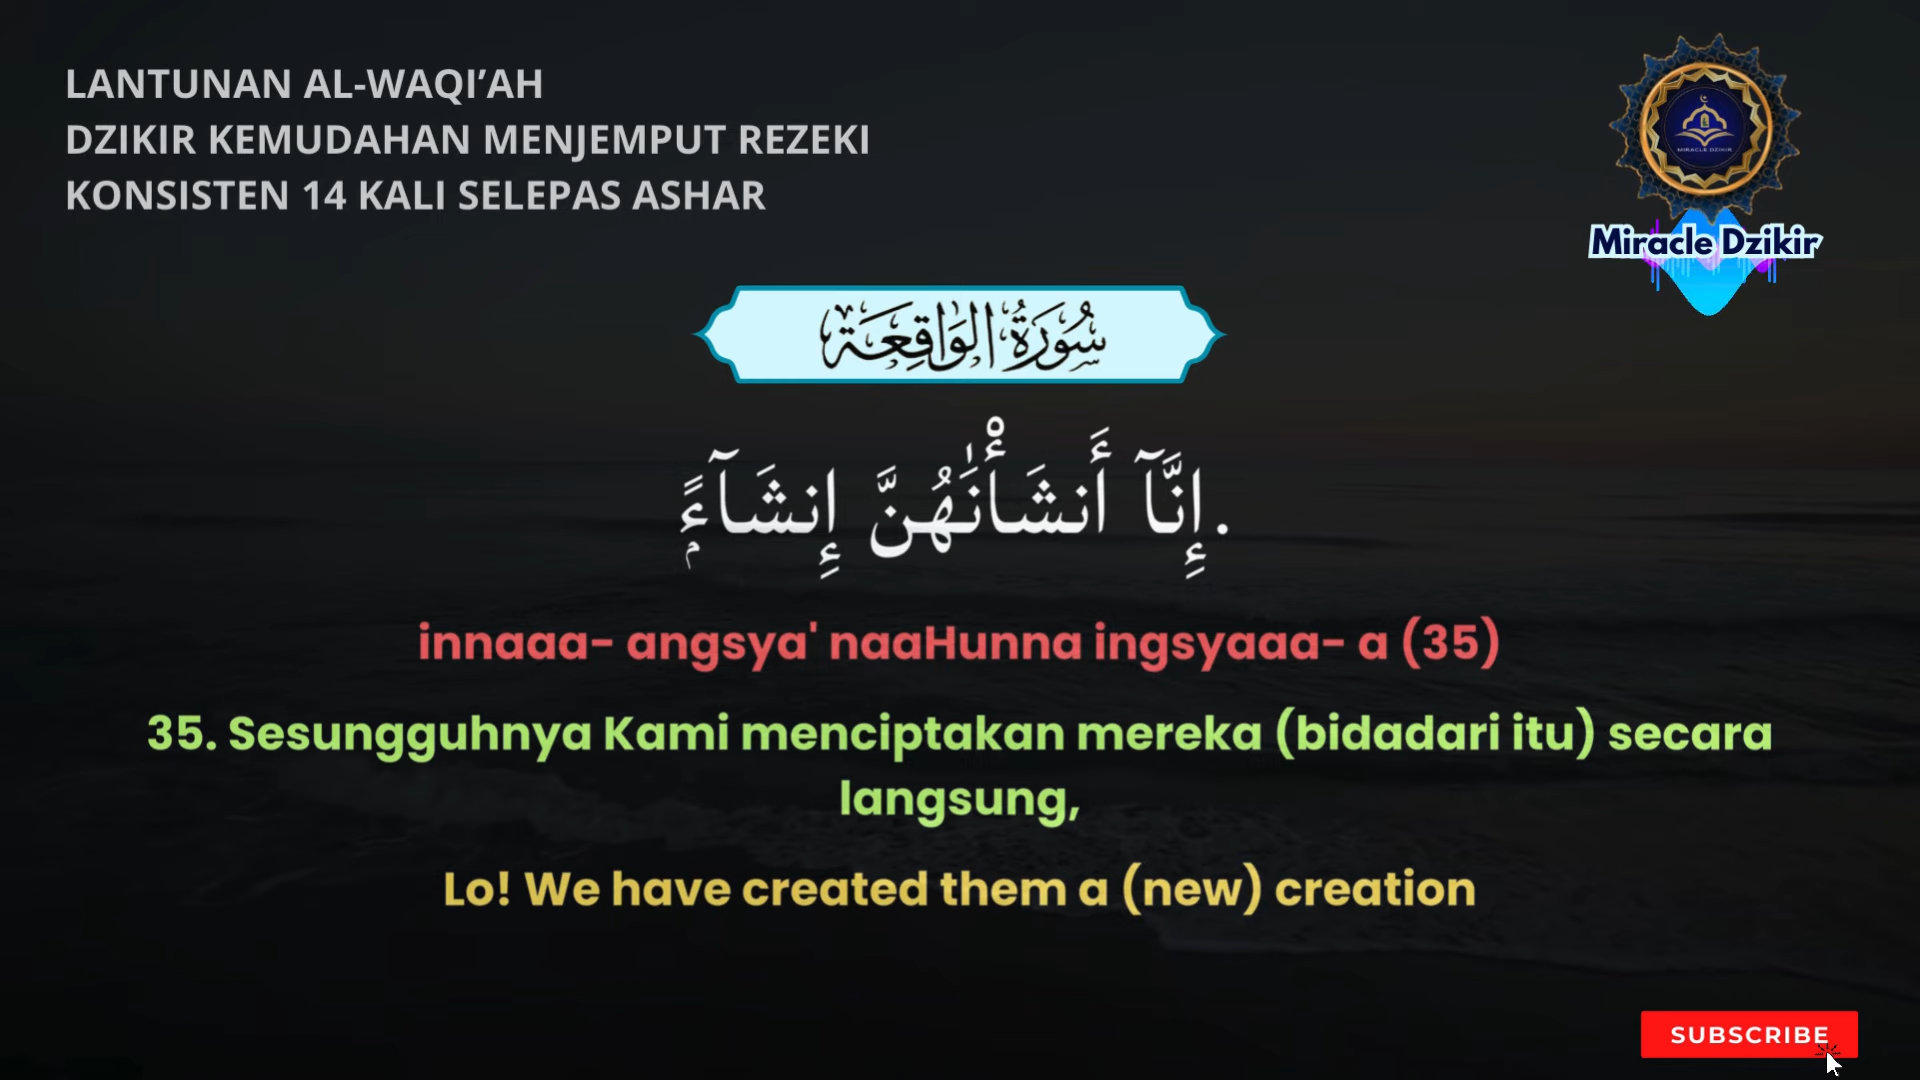 LANTUNAN AL-WAQI’AH
DZIKIR KEMUDAHAN MENJEMPUT REZEKI
KONSISTEN 14 KALI SELEPAS ASHAR
MIRACLE DZIKIR
Miracle Dzikir
سُورَةُ الوَاقِعَة
.إِنَّآ أَنشَأْنَٰهُنَّ إِنشَآءًۭ
innaaa- angsya' naaHunna ingsyaaa- a (35)
35. Sesungguhnya Kami menciptakan mereka (bidadari itu) secara
langsung,
Lo! We have created them a (new) creation
SUBSCRIBE